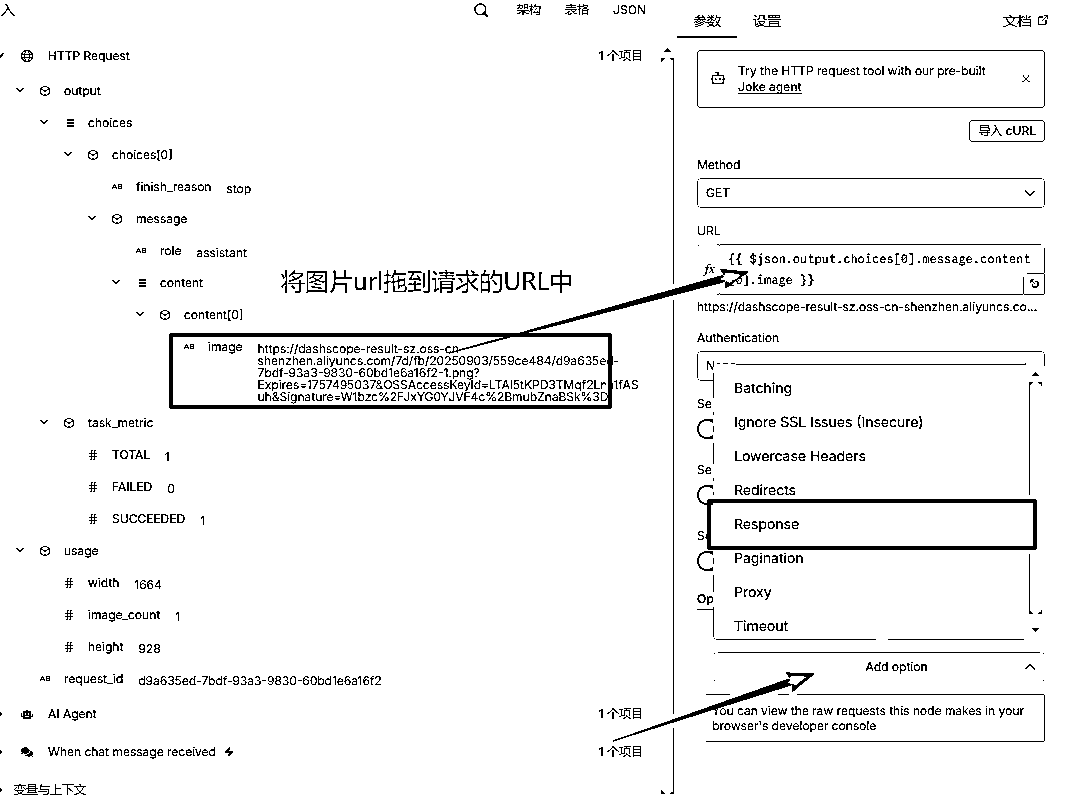 入
架构 表格 JSON
HTTP Request 1个项目
output
choices
choices[0]
AB finish_reason stop
message
AB role assistant
content
content[0]
AB image https://dashscope-result-sz.oss-cn-
shenzhen.aliyuncs.com/7d/fb/20250903/559ce484/d9a635ed-
7bdf-93a3-9830-60bd1e6a16f2-1.png?
Expires=1757495037&OSSAccessKeyId=
uh&Signature=W1bzc%2FJxYG0YJVF4c%2BmubZnaBSk%3D
task_metric
# TOTAL 1
# FAILED 0
# SUCCEEDED 1
usage
# width 1664
# image_count 1
# height 928
AB request_id d9a635ed-7bdf-93a3-9830-60bd1e6a16f2
AI Agent 1个项目
When chat message received 1个项目
变量与上下文
将图片url拖到请求的URL中
参数 设置 文档
Try the HTTP request tool with our pre-built
Joke agent
导入 cURL
Method
GET
URL
fx {{ $json.output.choices[0].message.content
].image }}
https://dashscope-result-sz.oss-cn-shenzhen.aliyuncs.co...
Authentication
N
Se
Se
Op
Batching
Ignore SSL Issues (Insecure)
Lowercase Headers
Redirects
Response
Pagination
Proxy
Timeout
Add option
You can view the raw requests this node makes in your
browser's developer console